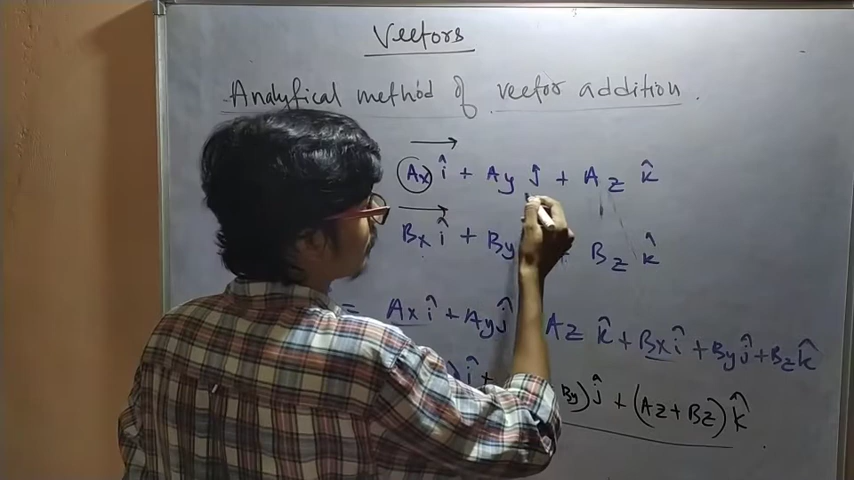 Vectors
Analytical method of vector addition.
Ax î + Ay ĵ + Az k̂
Bx î + By + Bz k̂
= Ax î + Ay ĵ Az k̂ + Bx î + By ĵ + Bz k̂
) î + By) ĵ + (Az + Bz) k̂